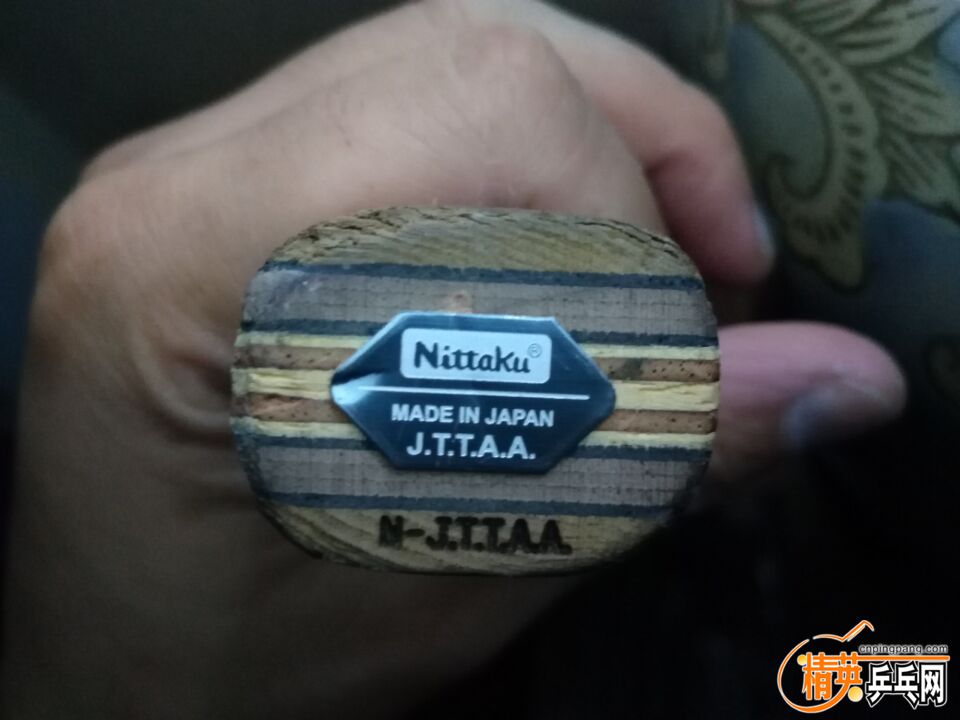 Nittaku®
MADE IN JAPAN
J.T.T.A.A.
N-J.T.T.A.A.
cnpingpang.com
精英乒乓网